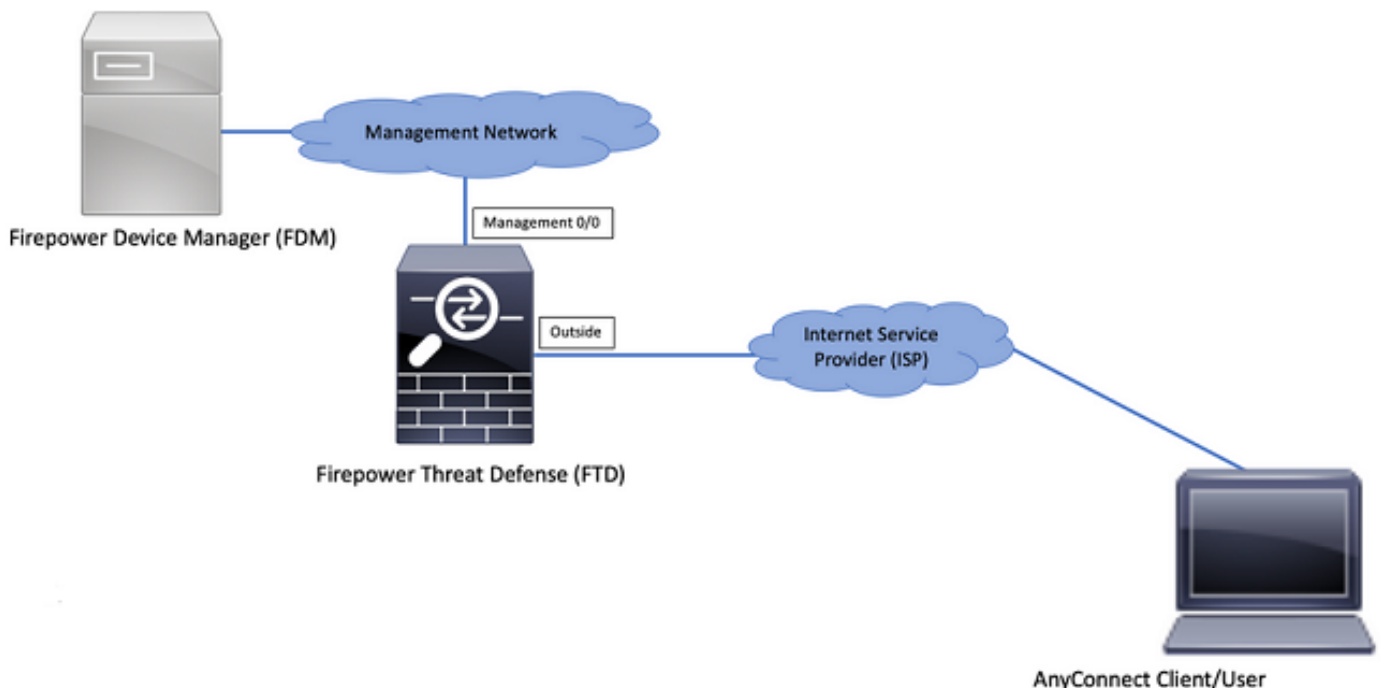 Management Network
Management 0/0
Firepower Device Manager (FDM)
Outside
Internet Service
Provider (ISP)
Firepower Threat Defense (FTD)
AnyConnect Client/User